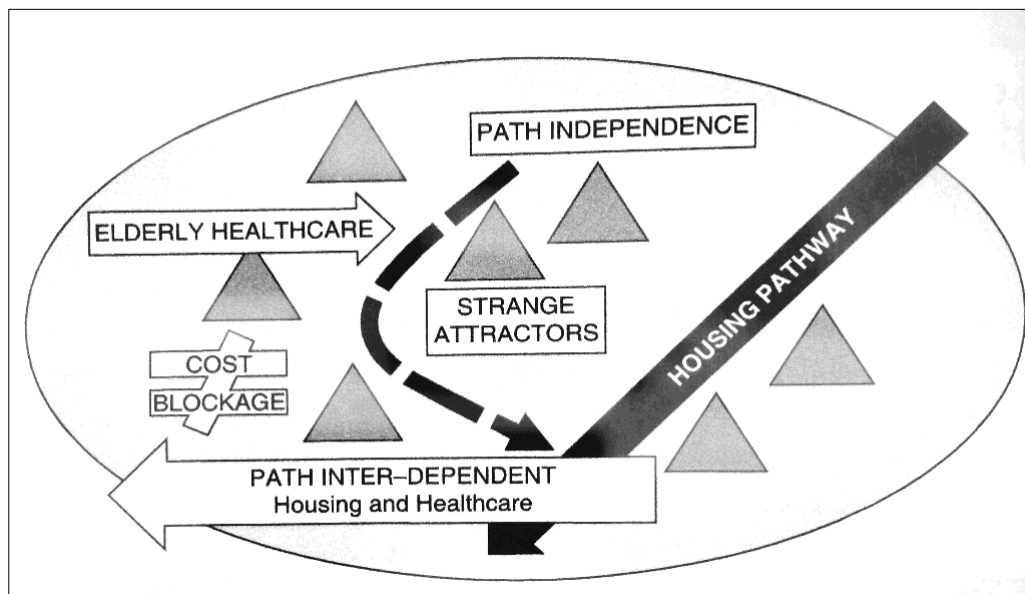 PATH INDEPENDENCE
ELDERLY HEALTHCARE
STRANGE
ATTRACTORS
HOUSING PATHWAY
COST
BLOCKAGE
PATH INTER–DEPENDENT
Housing and Healthcare